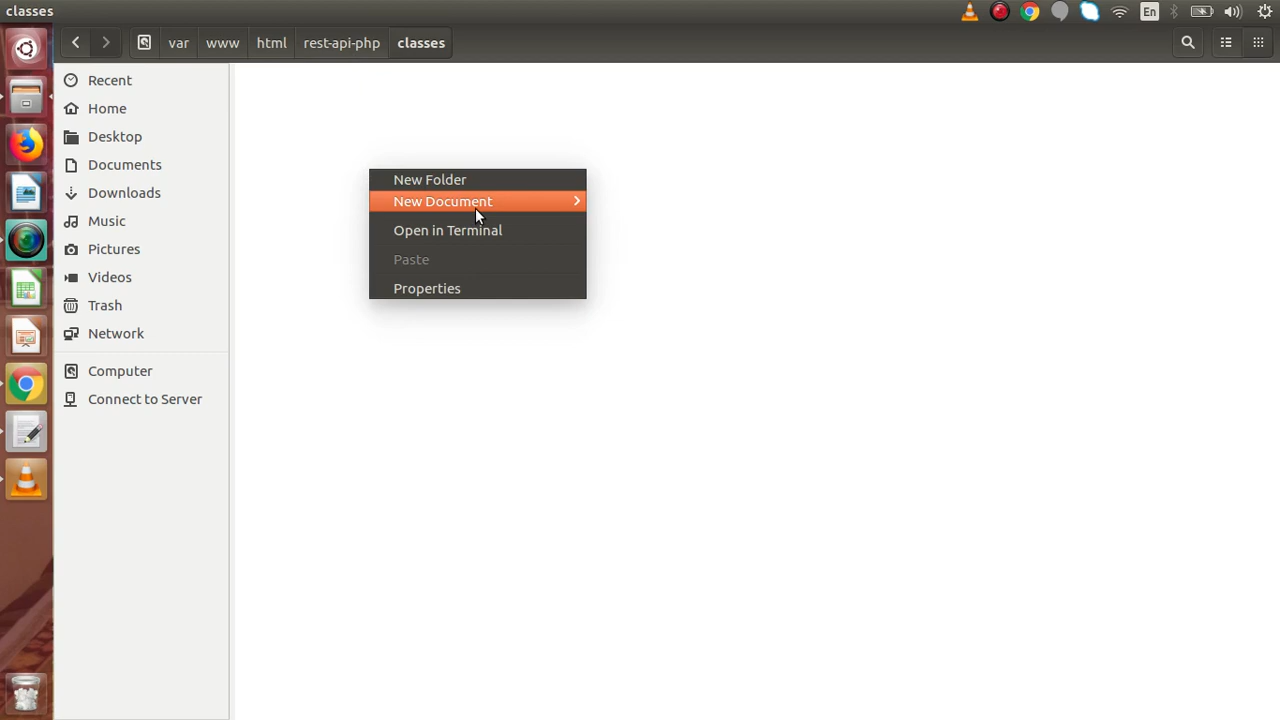 classes
En
var www html rest-api-php classes
Recent
Home
Desktop
Documents
Downloads
Music
Pictures
Videos
Trash
Network
Computer
Connect to Server
New Folder
New Document
Open in Terminal
Paste
Properties